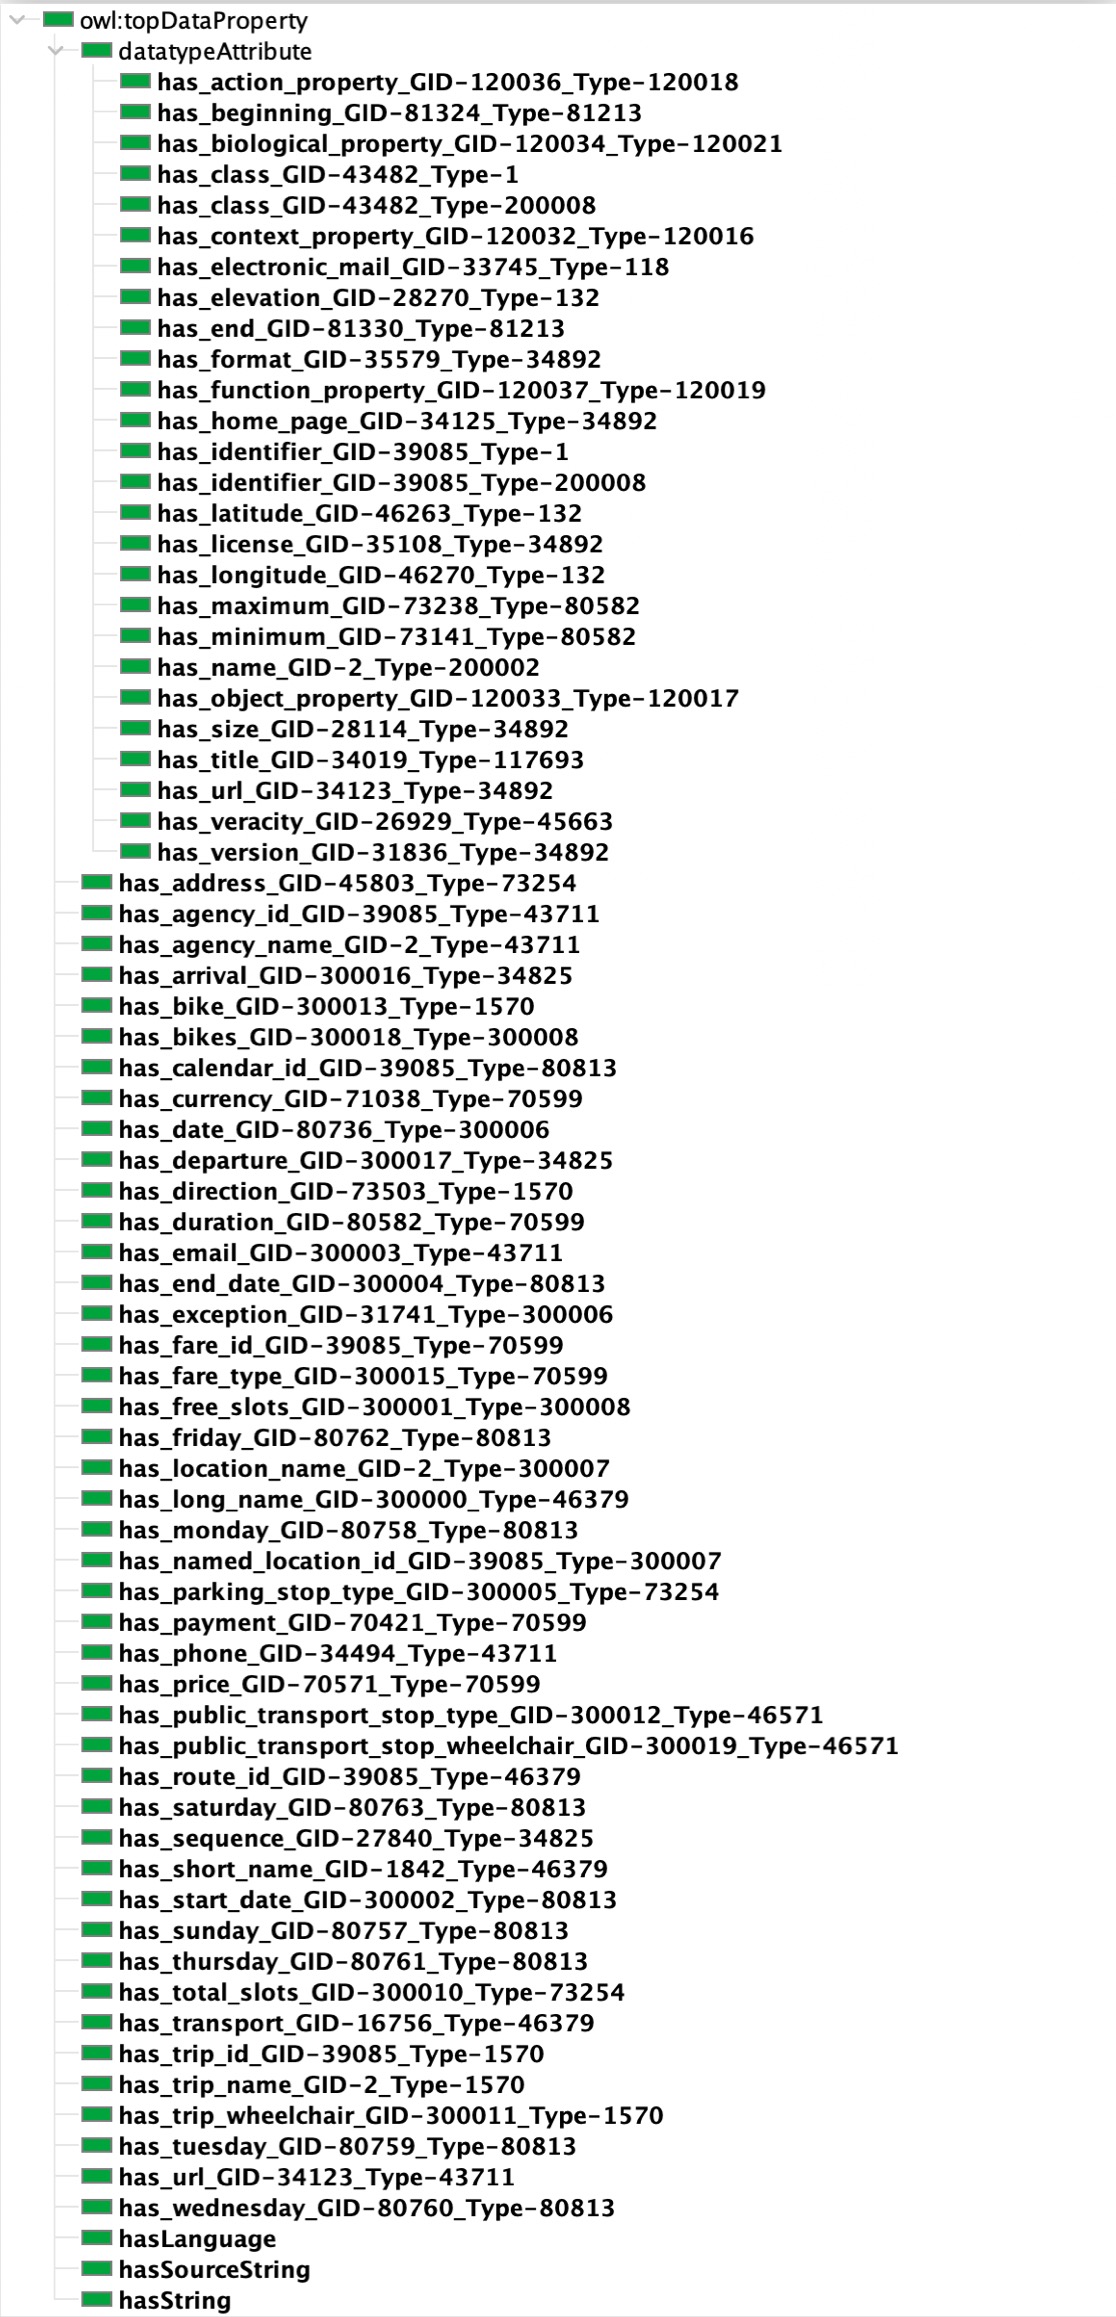 owl:topDataProperty
datatypeAttribute
has_action_property_GID-120036_Type-120018
has_beginning_GID-81324_Type-81213
has_biological_property_GID-120034_Type-120021
has_class_GID-43482_Type-1
has_class_GID-43482_Type-200008
has_context_property_GID-120032_Type-120016
has_electronic_mail_GID-33745_Type-118
has_elevation_GID-28270_Type-132
has_end_GID-81330_Type-81213
has_format_GID-35579_Type-34892
has_function_property_GID-120037_Type-120019
has_home_page_GID-34125_Type-34892
has_identifier_GID-39085_Type-1
has_identifier_GID-39085_Type-200008
has_latitude_GID-46263_Type-132
has_license_GID-35108_Type-34892
has_longitude_GID-46270_Type-132
has_maximum_GID-73238_Type-80582
has_minimum_GID-73141_Type-80582
has_name_GID-2_Type-200002
has_object_property_GID-120033_Type-120017
has_size_GID-28114_Type-34892
has_title_GID-34019_Type-117693
has_url_GID-34123_Type-34892
has_veracity_GID-26929_Type-45663
has_version_GID-31836_Type-34892
has_address_GID-45803_Type-73254
has_agency_id_GID-39085_Type-43711
has_agency_name_GID-2_Type-43711
has_arrival_GID-300016_Type-34825
has_bike_GID-300013_Type-1570
has_bikes_GID-300018_Type-300008
has_calendar_id_GID-39085_Type-80813
has_currency_GID-71038_Type-70599
has_date_GID-80736_Type-300006
has_departure_GID-300017_Type-34825
has_direction_GID-73503_Type-1570
has_duration_GID-80582_Type-70599
has_email_GID-300003_Type-43711
has_end_date_GID-300004_Type-80813
has_exception_GID-31741_Type-300006
has_fare_id_GID-39085_Type-70599
has_fare_type_GID-300015_Type-70599
has_free_slots_GID-300001_Type-300008
has_friday_GID-80762_Type-80813
has_location_name_GID-2_Type-300007
has_long_name_GID-300000_Type-46379
has_monday_GID-80758_Type-80813
has_named_location_id_GID-39085_Type-300007
has_parking_stop_type_GID-300005_Type-73254
has_payment_GID-70421_Type-70599
has_phone_GID-34494_Type-43711
has_price_GID-70571_Type-70599
has_public_transport_stop_type_GID-300012_Type-46571
has_public_transport_stop_wheelchair_GID-300019_Type-46571
has_route_id_GID-39085_Type-46379
has_saturday_GID-80763_Type-80813
has_sequence_GID-27840_Type-34825
has_short_name_GID-1842_Type-46379
has_start_date_GID-300002_Type-80813
has_sunday_GID-80757_Type-80813
has_thursday_GID-80761_Type-80813
has_total_slots_GID-300010_Type-73254
has_transport_GID-16756_Type-46379
has_trip_id_GID-39085_Type-1570
has_trip_name_GID-2_Type-1570
has_trip_wheelchair_GID-300011_Type-1570
has_tuesday_GID-80759_Type-80813
has_url_GID-34123_Type-43711
has_wednesday_GID-80760_Type-80813
hasLanguage
hasSourceString
hasString